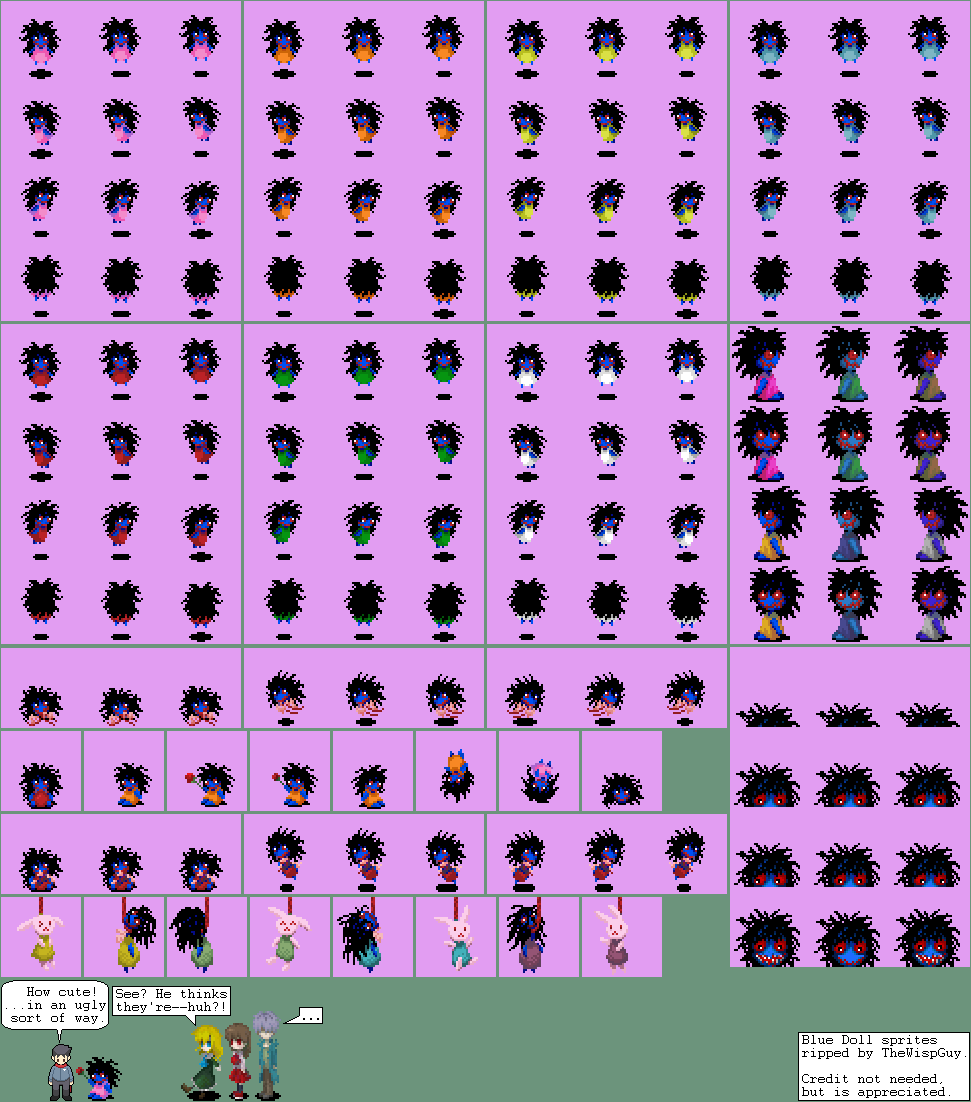 How cute!
...in an ugly
sort of way.
See? He thinks
they're--huh?!
...
Blue Doll sprites
ripped by TheWispGuy.
Credit not needed,
but is appreciated.